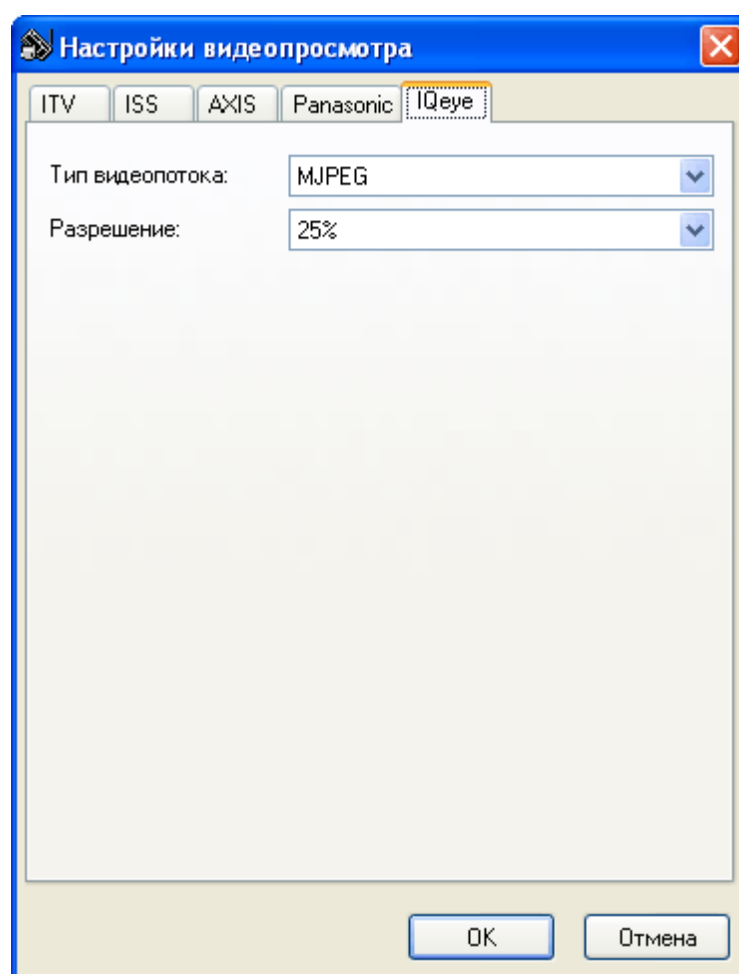 Настройки видеопросмотра
ITV ISS AXIS Panasonic IQeye
Тип видеопотока: MJPEG
Разрешение: 25%
OK Отмена